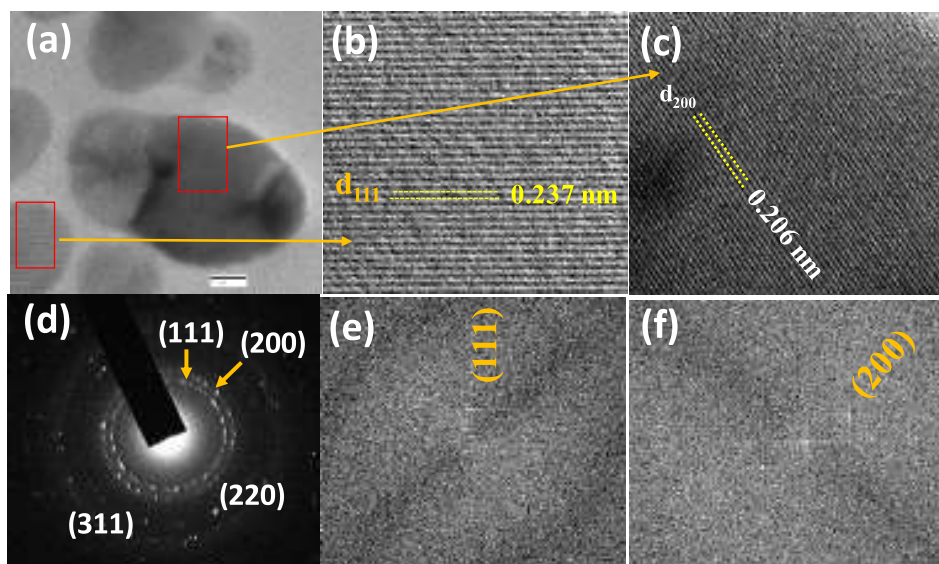 (a)
(b)
d111
0.237 nm
(c)
d200
0.206 nm
(d)
(111)
(200)
(220)
(311)
(e)
(111)
(f)
(200)